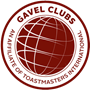 GAVEL CLUBS
AN AFFILIATE OF TOASTMASTERS INTERNATIONAL